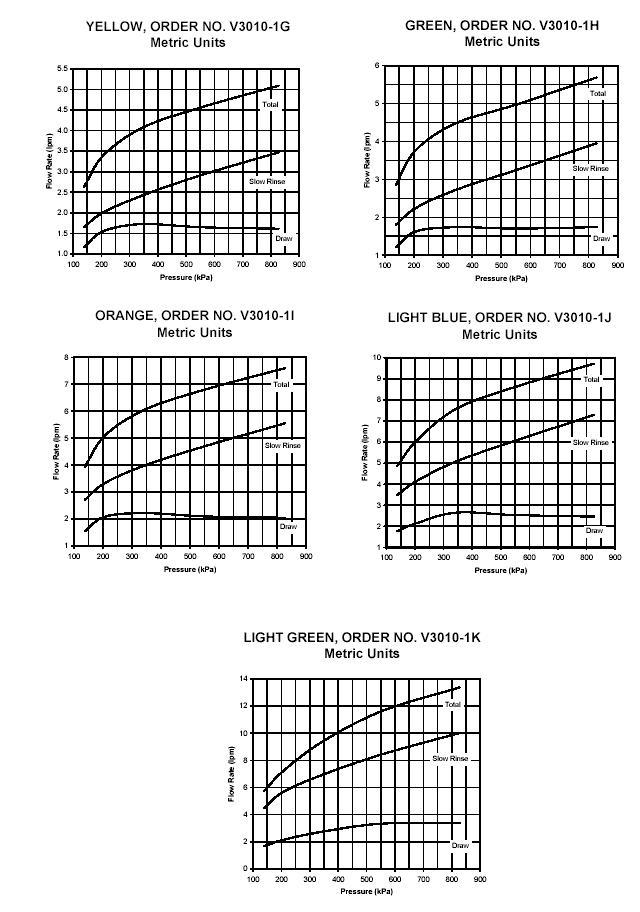 YELLOW, ORDER NO. V3010-1G
Metric Units
Flow Rate (lpm)
5.5
5.0
4.5
4.0
3.5
3.0
2.5
2.0
1.5
1.0
Total
Slow Rinse
Draw
100 200 300 400 500 600 700 800 900
Pressure (kPa)
GREEN, ORDER NO. V3010-1H
Metric Units
Flow Rate (lpm)
6
5
4
3
2
1
Total
Slow Rinse
Draw
100 200 300 400 500 600 700 800 900
Pressure (kPa)
ORANGE, ORDER NO. V3010-1I
Metric Units
Flow Rate (lpm)
8
7
6
5
4
3
2
1
Total
Slow Rinse
Draw
100 200 300 400 500 600 700 800 900
Pressure (kPa)
LIGHT BLUE, ORDER NO. V3010-1J
Metric Units
Flow Rate (lpm)
10
9
8
7
6
5
4
3
2
1
Total
Slow Rinse
Draw
100 200 300 400 500 600 700 800 900
Pressure (kPa)
LIGHT GREEN, ORDER NO. V3010-1K
Metric Units
Flow Rate (lpm)
14
12
10
8
6
4
2
0
Total
Slow Rinse
Draw
100 200 300 400 500 600 700 800 900
Pressure (kPa)